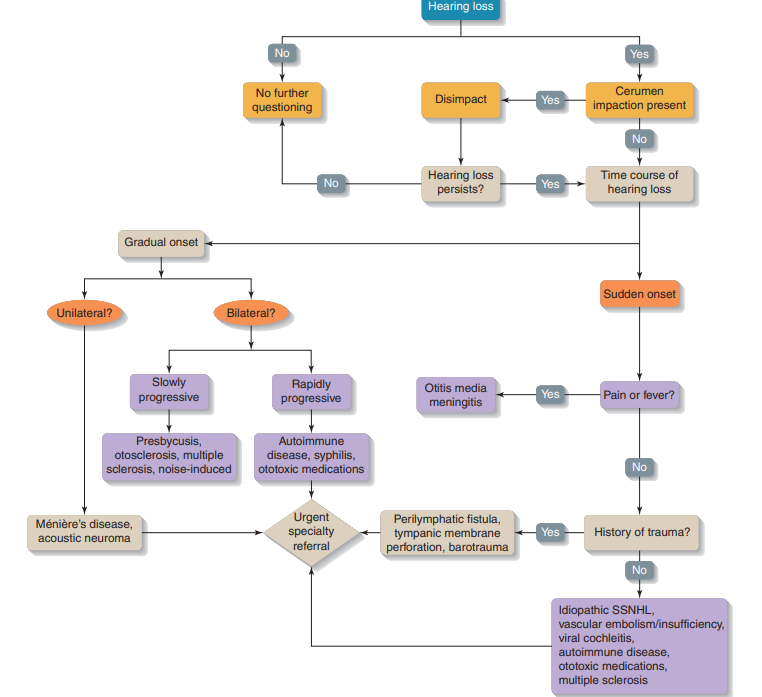 Hearing loss
No
Yes
No further
questioning
Disimpact
Yes
Cerumen
impaction present
No
No
Hearing loss
persists?
Yes
Time course of
hearing loss
Gradual onset
Sudden onset
Unilateral?
Bilateral?
Slowly
progressive
Rapidly
progressive
Otitis media
meningitis
Yes
Pain or fever?
Presbycusis,
otosclerosis, multiple
sclerosis, noise-induced
Autoimmune
disease, syphilis,
ototoxic medications
No
Ménière's disease,
acoustic neuroma
Urgent
specialty
referral
Perilymphatic fistula,
tympanic membrane
perforation, barotrauma
Yes
History of trauma?
No
Idiopathic SSNHL,
vascular embolism/insufficiency,
viral cochleitis,
autoimmune disease,
ototoxic medications,
multiple sclerosis